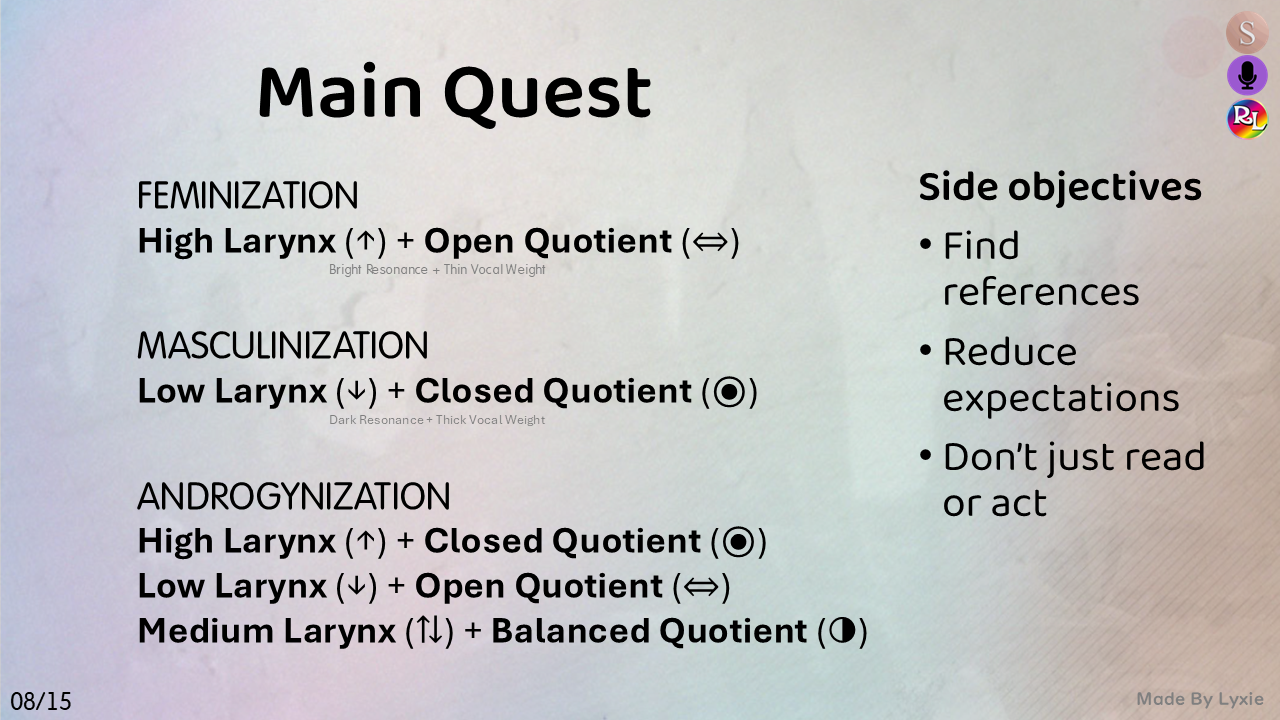 S
RL
Main Quest
FEMINIZATION
High Larynx (↑) + Open Quotient (⇔)
Bright Resonance + Thin Vocal Weight
MASCULINIZATION
Low Larynx (↓) + Closed Quotient (◉)
Dark Resonance + Thick Vocal Weight
ANDROGYNIZATION
High Larynx (↑) + Closed Quotient (◉)
Low Larynx (↓) + Open Quotient (⇔)
Medium Larynx (⇅) + Balanced Quotient (◑)
Side objectives
• Find
references
• Reduce
expectations
• Don't just read
or act
08/15
Made By Lyxie